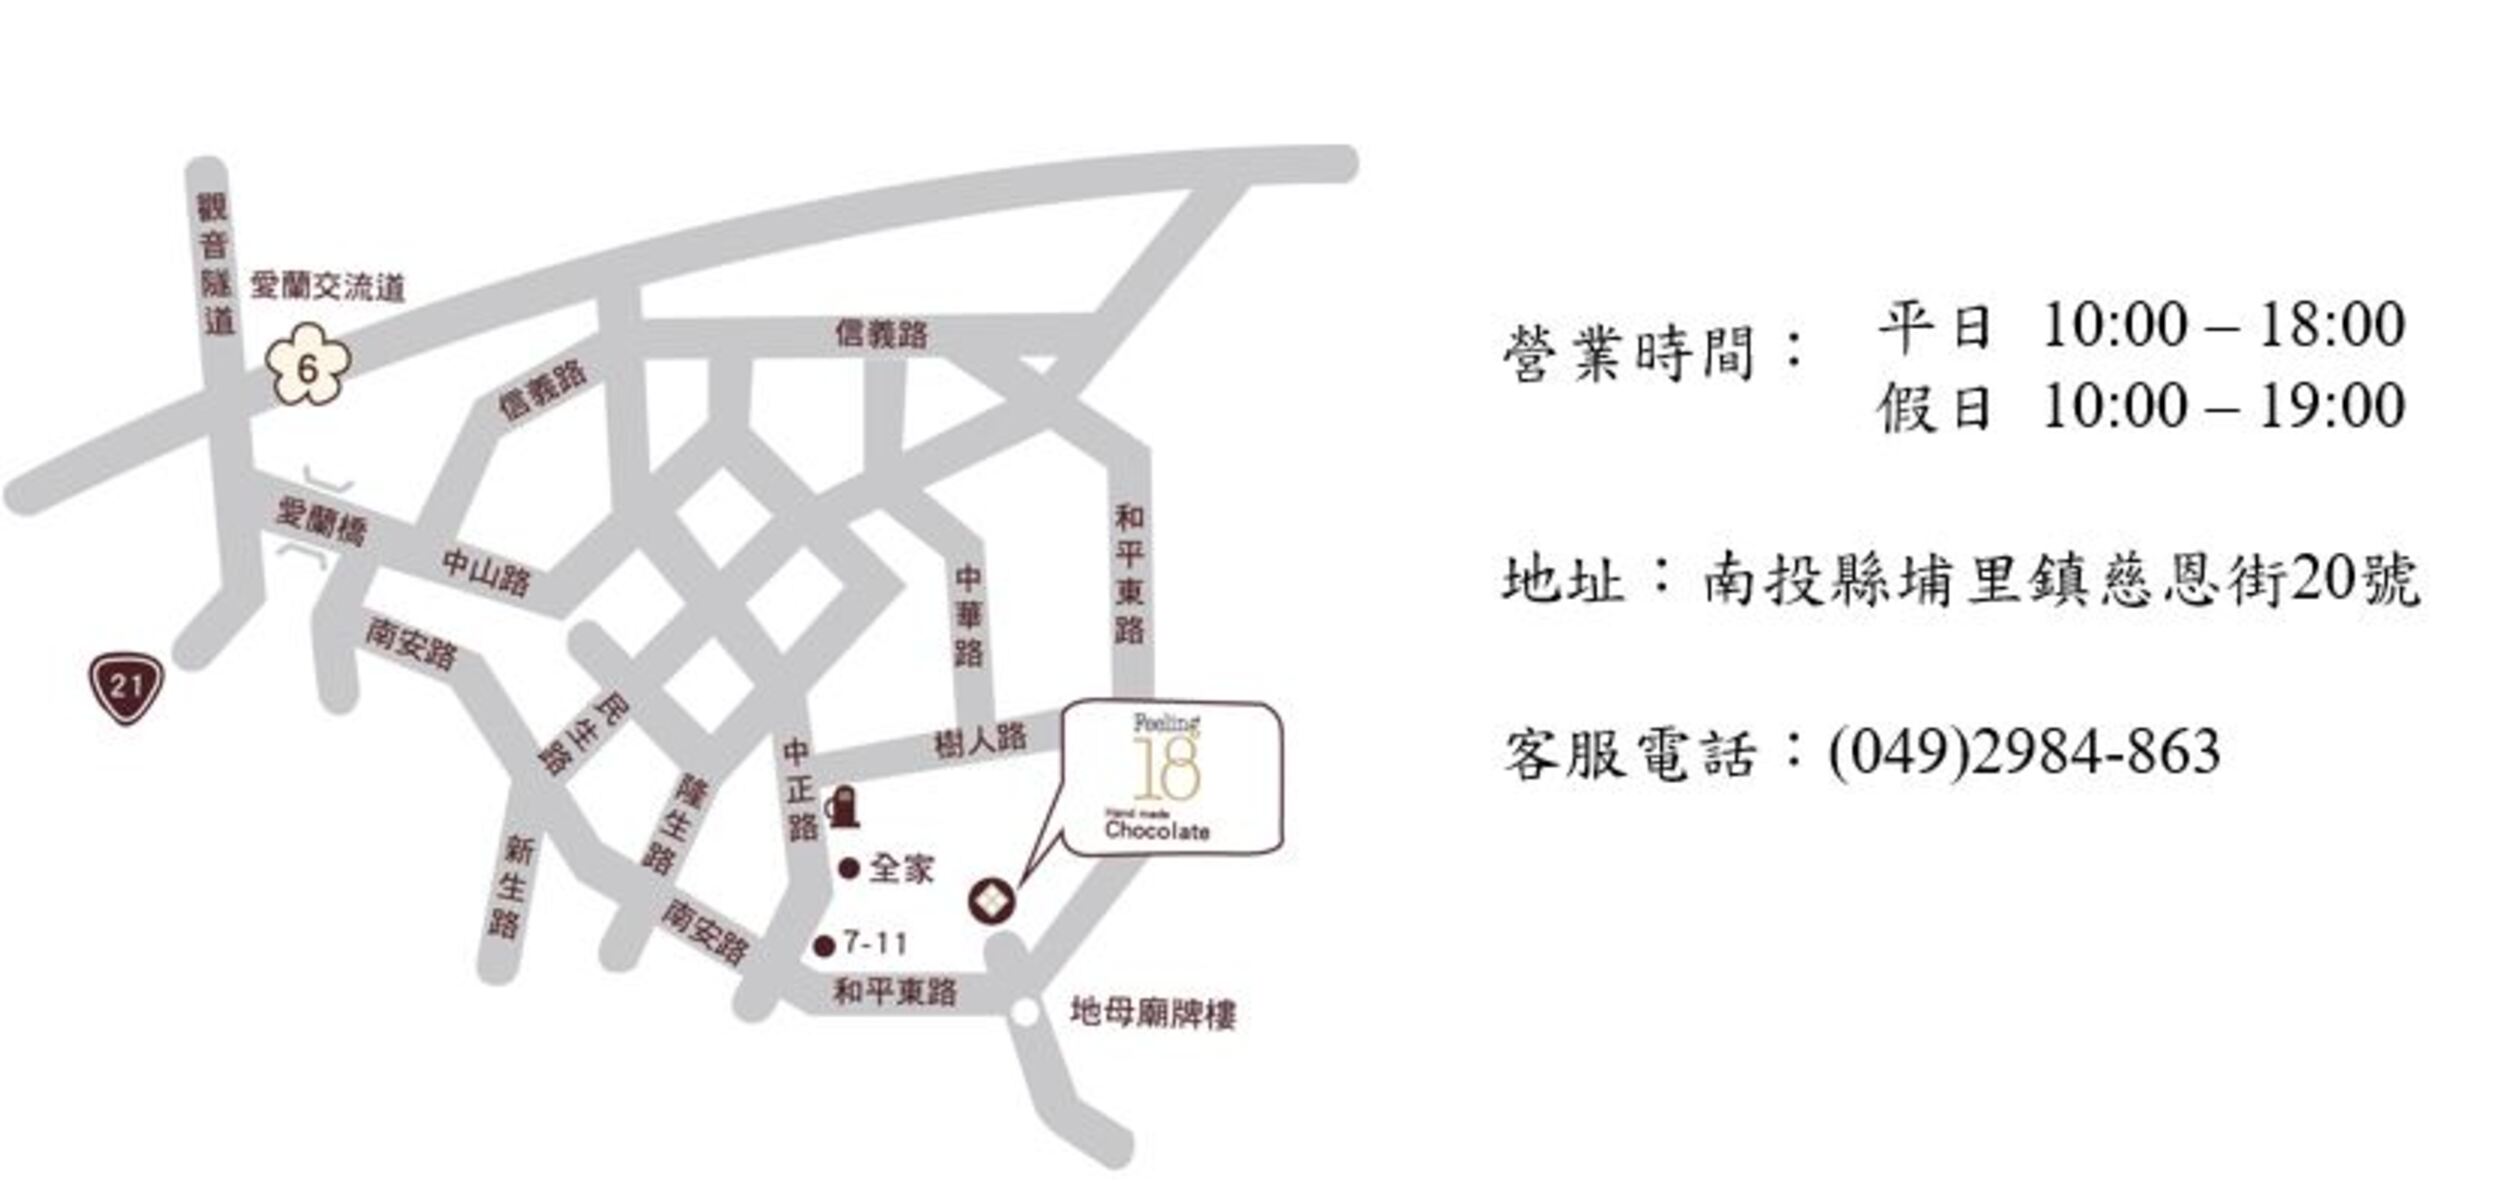 觀音隧道
愛蘭交流道
6
信義路
信義路
愛蘭橋
中山路
和平東路
中華路
南安路
21
民生路
樹人路
中正路
隆生路
新生路
Feeling
18
Hand made
Chocolate
全家
7-11
南安路
和平東路
地母廟牌樓
營業時間：
平日 10:00 – 18:00
假日 10:00 – 19:00
地址：南投縣埔里鎮慈恩街20號
客服電話：(049)2984-863